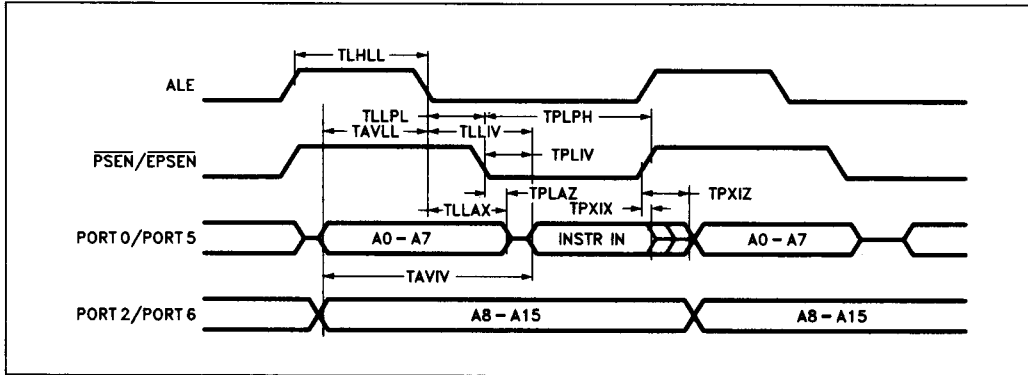 TLHLL
ALE
TLLPL TPLPH
TAVLL TLLIV
PSEN/EPSEN TPLIV
TPLAZ TPXIZ
TLLAX TPXIX
PORT 0/PORT 5 A0-A7 INSTR IN A0-A7
TAVIV
PORT 2/PORT 6 A8-A15 A8-A15